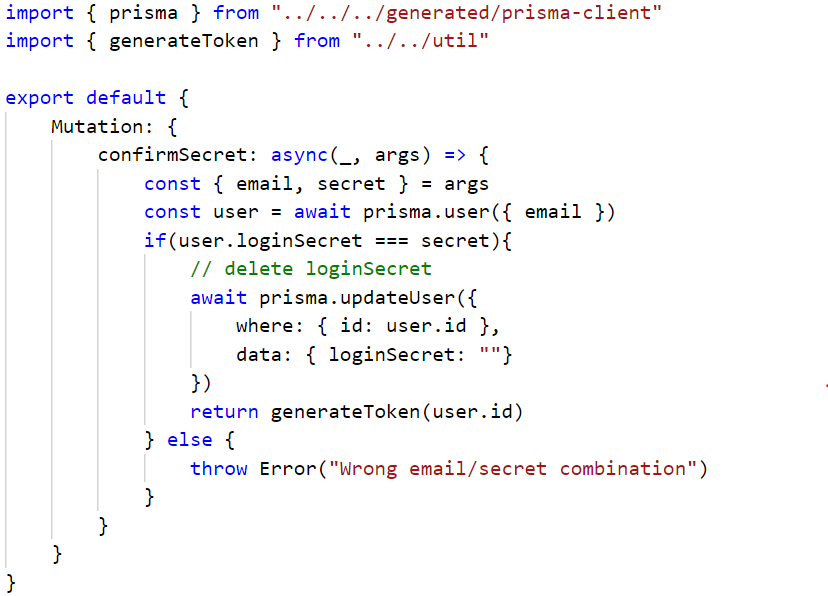 import { prisma } from "../../../generated/prisma-client"
import { generateToken } from "../../util"
export default {
Mutation: {
confirmSecret: async(_, args) => {
const { email, secret } = args
const user = await prisma.user({ email })
if(user.loginSecret === secret){
// delete loginSecret
await prisma.updateUser({
where: { id: user.id },
data: { loginSecret: ""}
})
return generateToken(user.id)
} else {
throw Error("Wrong email/secret combination")
}
}
}
}